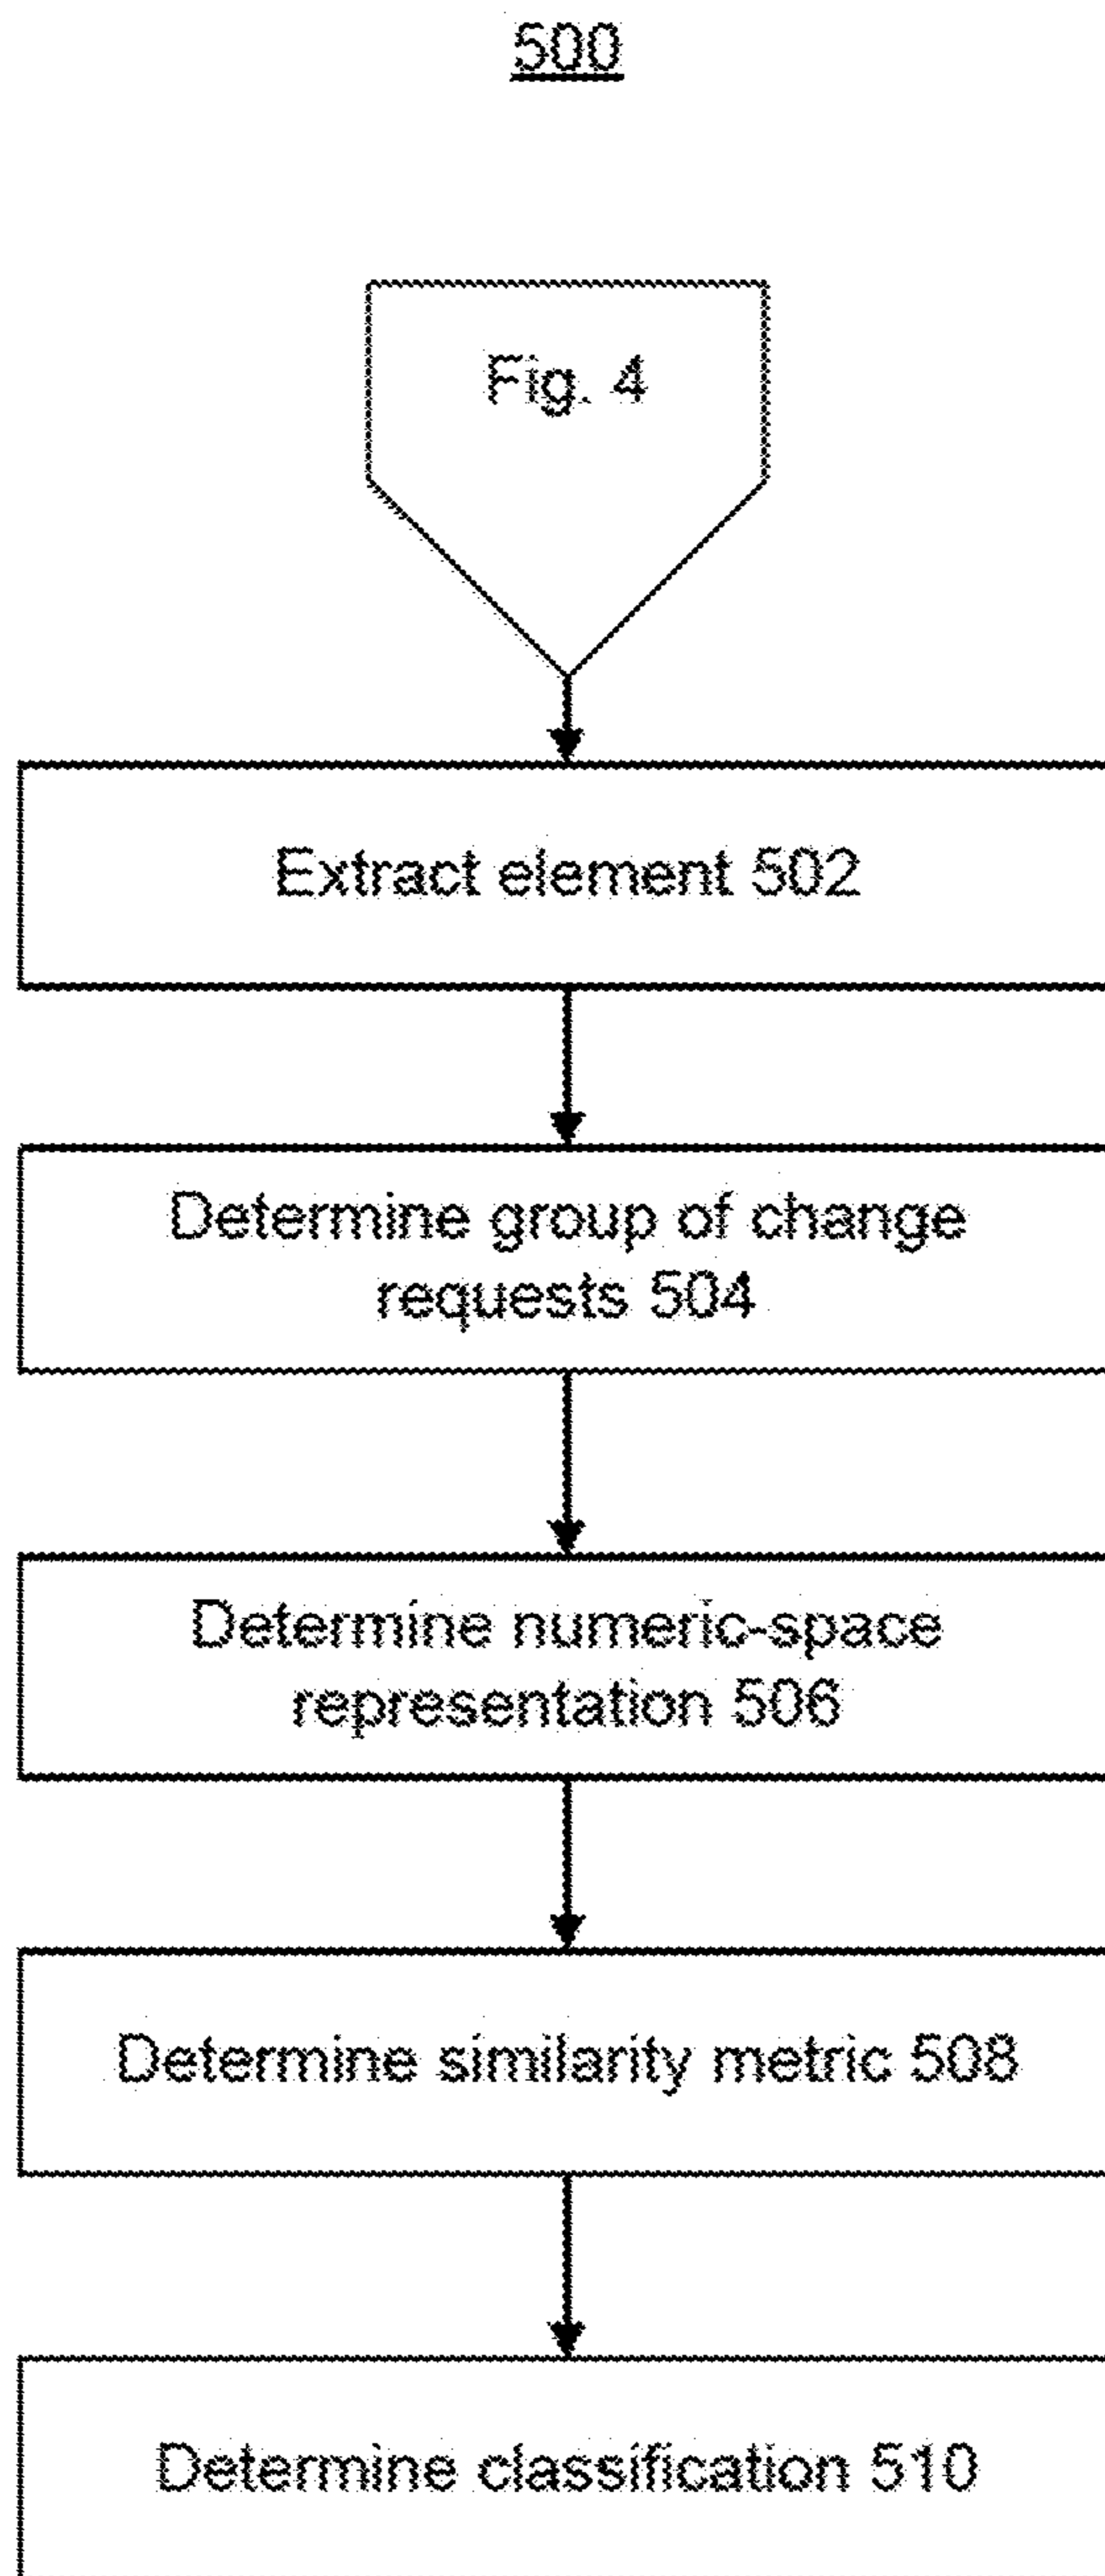 500
Fig. 4
Extract element 502
Determine group of change
requests 504
Determine numeric-space
representation 506
Determine similarity metric 508
Determine classification 510